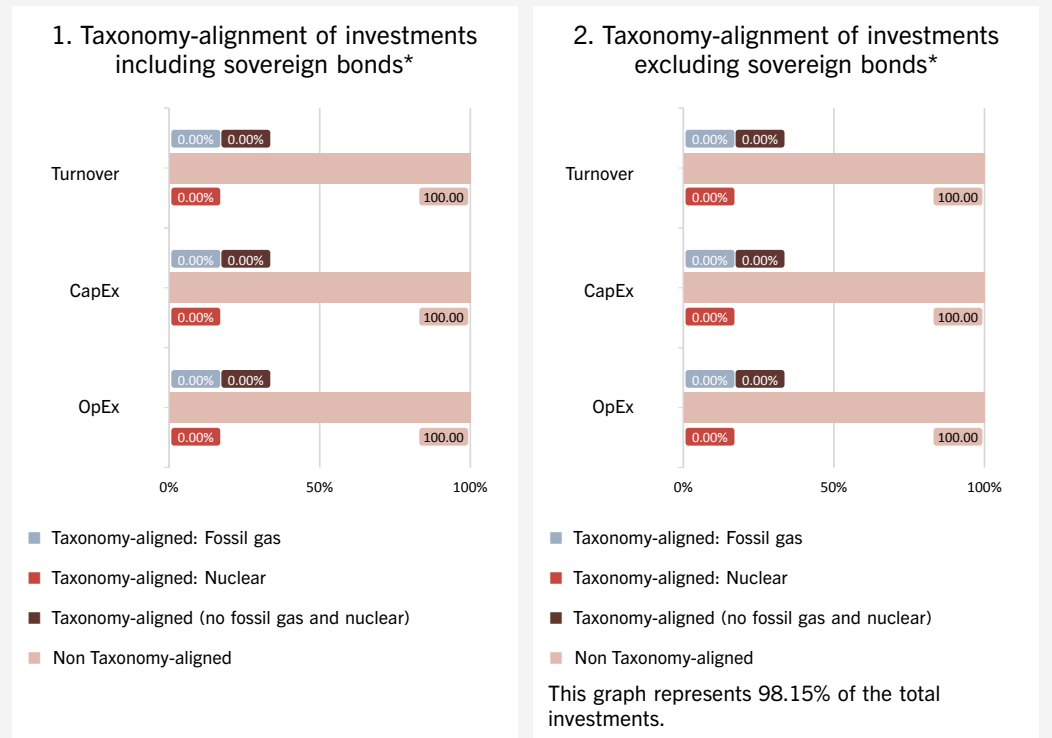 1. Taxonomy-alignment of investments
including sovereign bonds*
0.00% 0.00%
Turnover
0.00% 100.00
0.00% 0.00%
CapEx
0.00% 100.00
0.00% 0.00%
OpEx
0.00% 100.00
0% 50% 100%
Taxonomy-aligned: Fossil gas
Taxonomy-aligned: Nuclear
Taxonomy-aligned (no fossil gas and nuclear)
Non Taxonomy-aligned
2. Taxonomy-alignment of investments
excluding sovereign bonds*
0.00% 0.00%
Turnover
0.00% 100.00
0.00% 0.00%
CapEx
0.00% 100.00
0.00% 0.00%
OpEx
0.00% 100.00
0% 50% 100%
Taxonomy-aligned: Fossil gas
Taxonomy-aligned: Nuclear
Taxonomy-aligned (no fossil gas and nuclear)
Non Taxonomy-aligned
This graph represents 98.15% of the total
investments.